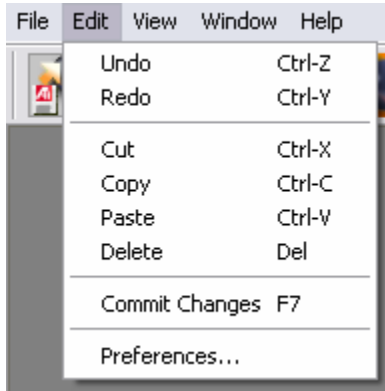 File Edit View Window Help
Undo Ctrl-Z
Redo Ctrl-Y
Cut Ctrl-X
Copy Ctrl-C
Paste Ctrl-V
Delete Del
Commit Changes F7
Preferences...
ATI